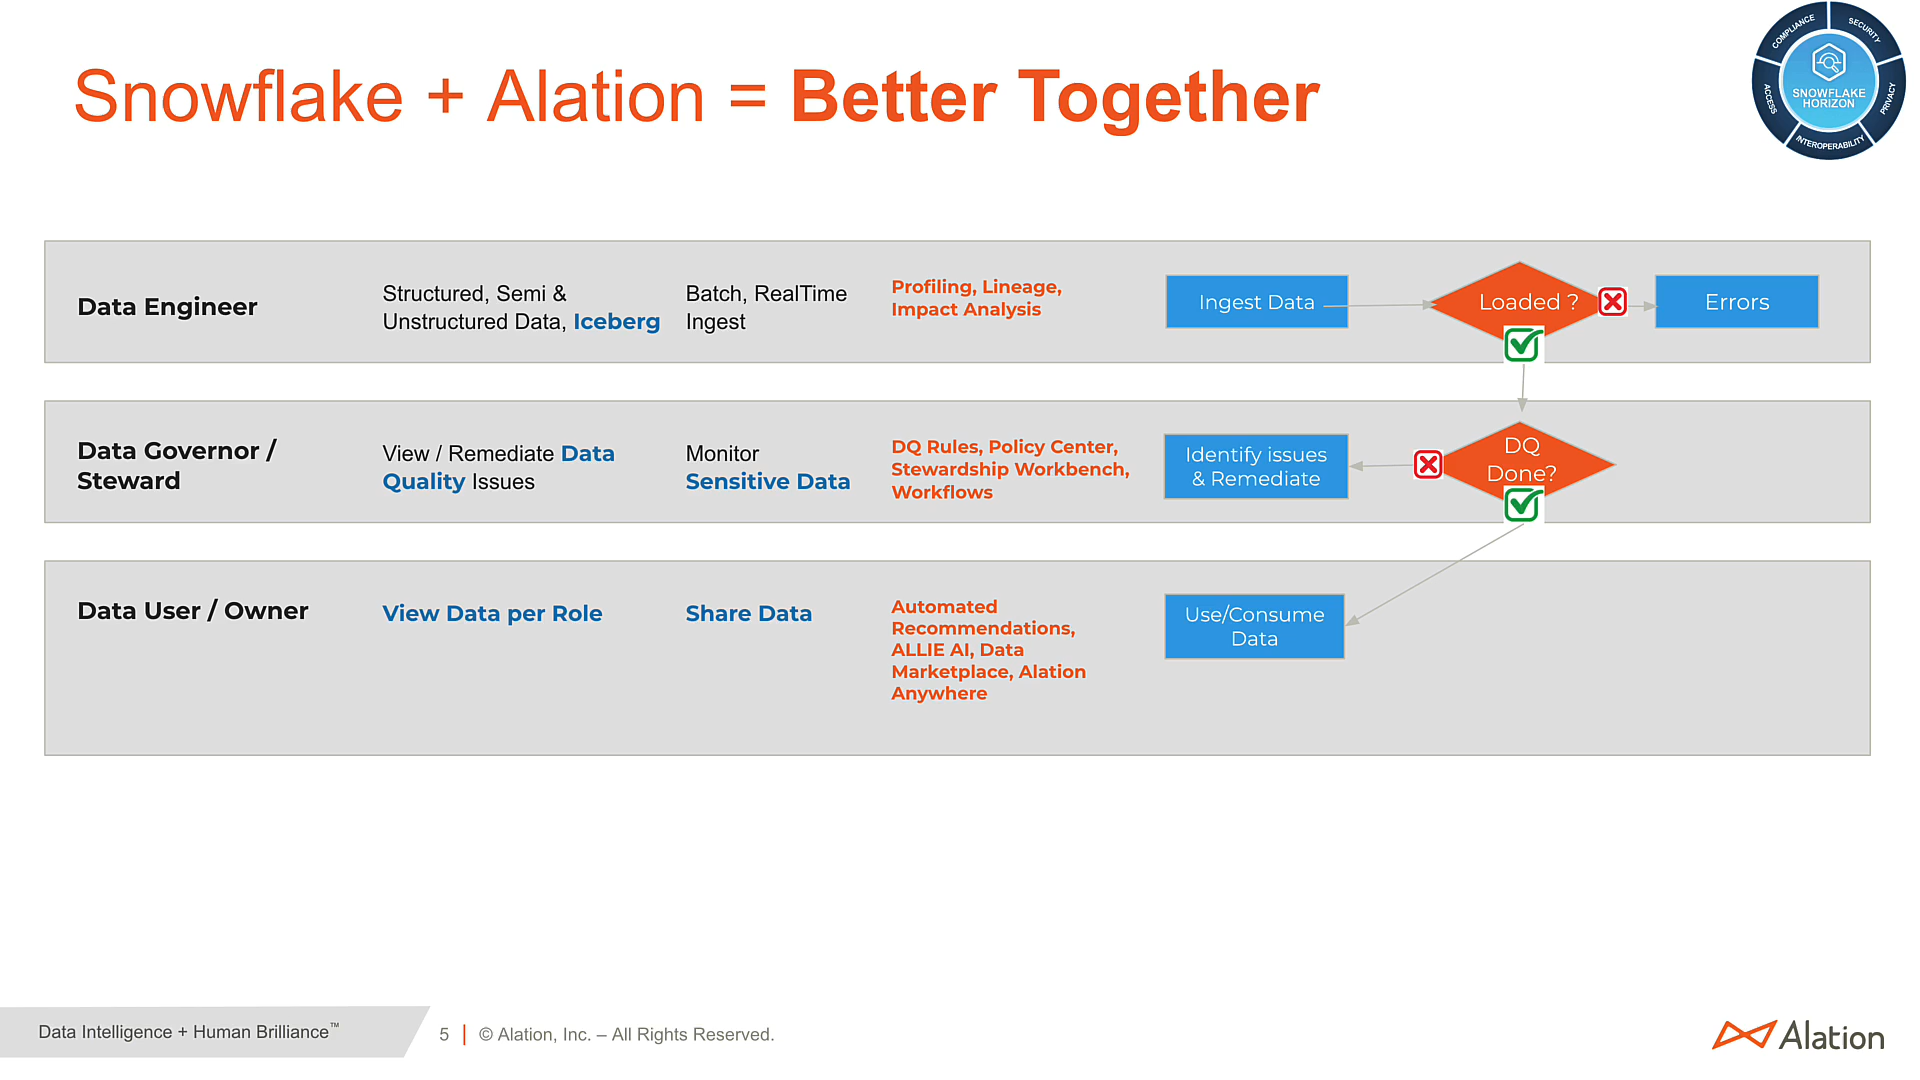 Snowflake + Alation = Better Together
COMPLIANCE
SECURITY
ACCESS
PRIVACY
INTEROPERABILITY
SNOWFLAKE
HORIZON
Data Engineer
Structured, Semi &
Unstructured Data, Iceberg
Batch, RealTime
Ingest
Profiling, Lineage,
Impact Analysis
Ingest Data
Loaded ?
Errors
Data Governor /
Steward
View / Remediate Data
Quality Issues
Monitor
Sensitive Data
DQ Rules, Policy Center,
Stewardship Workbench,
Workflows
Identify issues
& Remediate
DQ
Done?
Data User / Owner
View Data per Role
Share Data
Automated
Recommendations,
ALLIE AI, Data
Marketplace, Alation
Anywhere
Use/Consume
Data
Data Intelligence + Human Brilliance™
5 | © Alation, Inc. – All Rights Reserved.
Alation